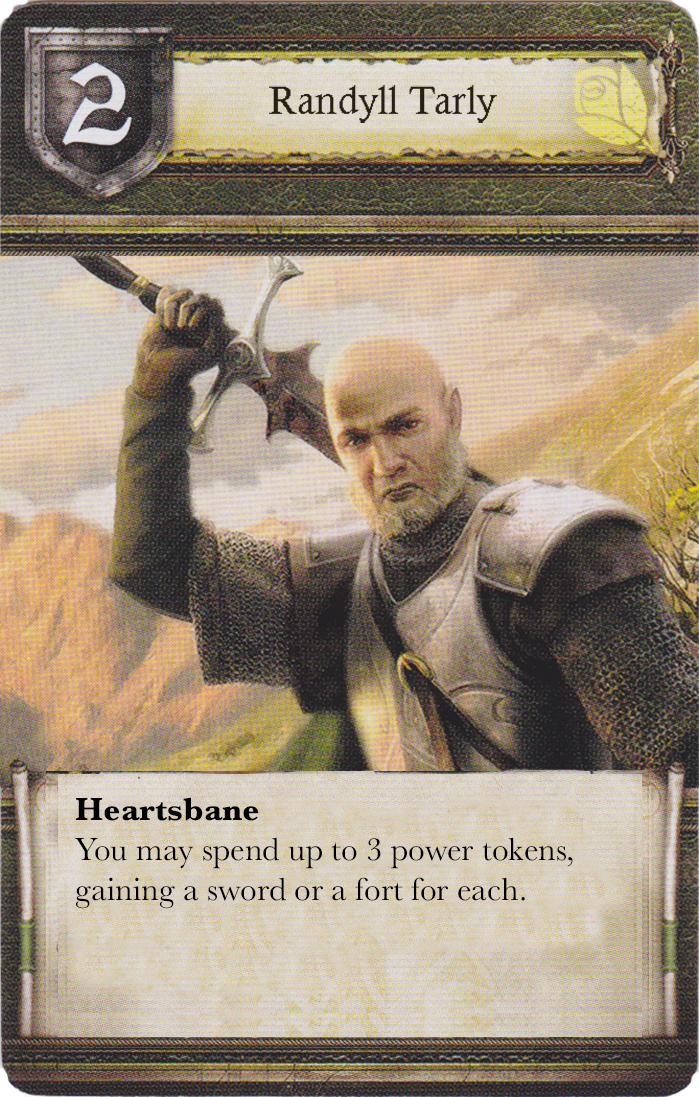 2
Randyll Tarly
Heartsbane
You may spend up to 3 power tokens,
gaining a sword or a fort for each.